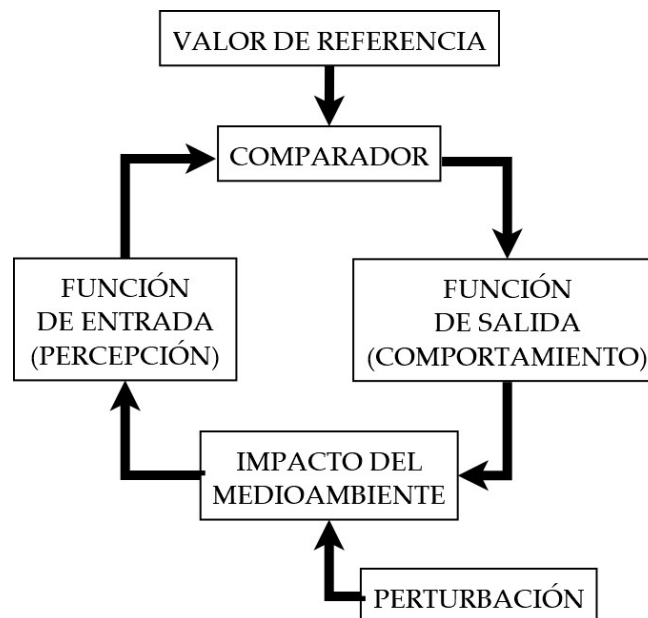 VALOR DE REFERENCIA
COMPARADOR
FUNCIÓN
DE ENTRADA
(PERCEPCIÓN)
FUNCIÓN
DE SALIDA
(COMPORTAMIENTO)
IMPACTO DEL
MEDIOAMBIENTE
PERTURBACIÓN